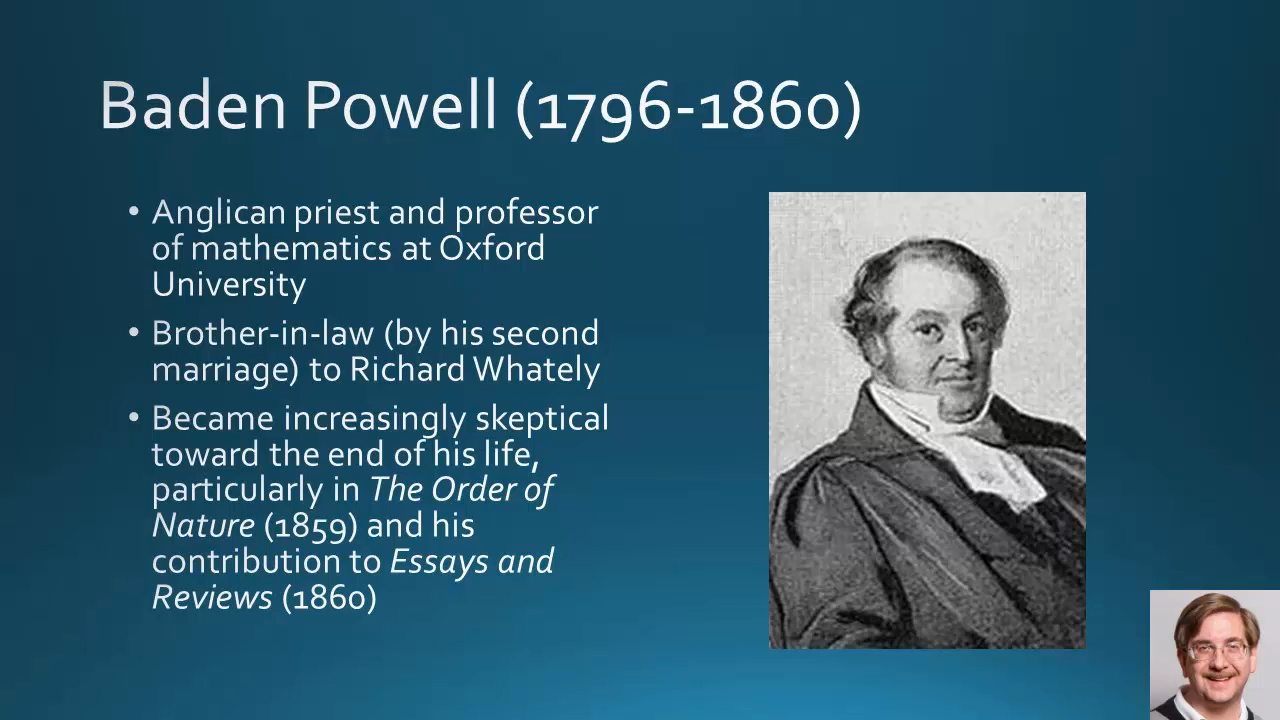 Baden Powell (1796-1860)
• Anglican priest and professor
of mathematics at Oxford
University
• Brother-in-law (by his second
marriage) to Richard Whately
• Became increasingly skeptical
toward the end of his life,
particularly in The Order of
Nature (1859) and his
contribution to Essays and
Reviews (1860)